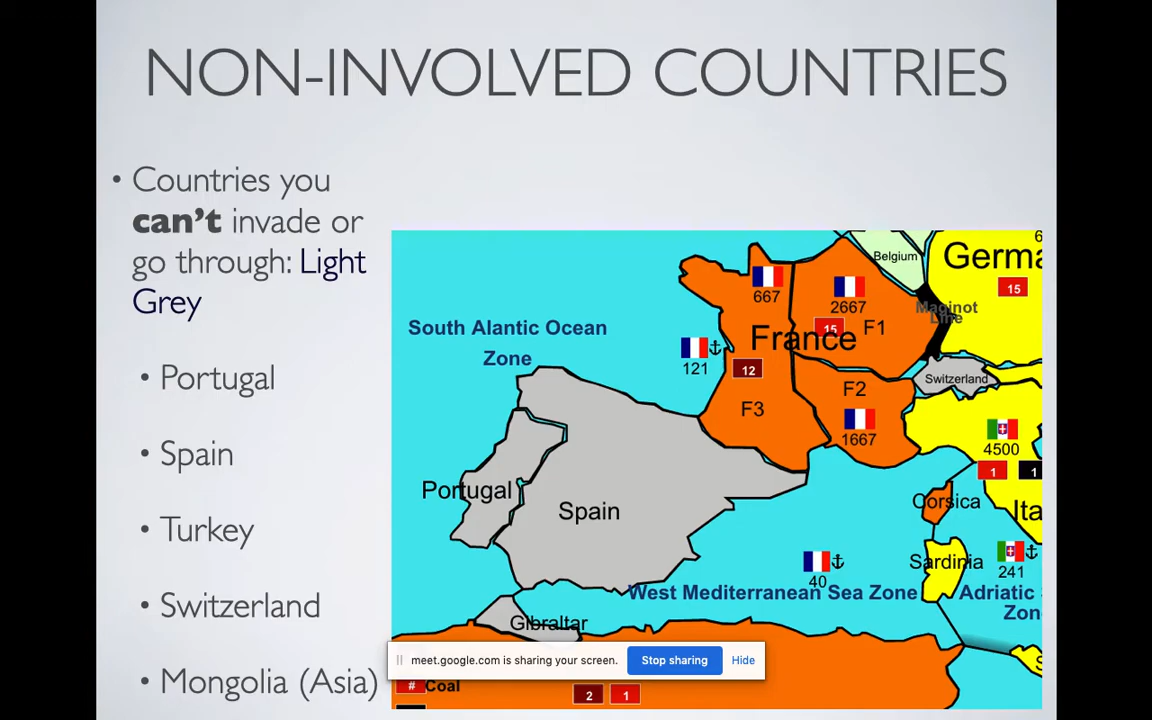 NON-INVOLVED COUNTRIES
• Countries you
can't invade or
go through: Light
Grey
• Portugal
• Spain
• Turkey
• Switzerland
• Mongolia (Asia)
6
Belgium
Germa
15
667
2667
Maginot
Line
South Alantic Ocean
Zone
15
F1
France
121
12
Switzerland
F2
F3
1667
4500
1
1
Portugal
Spain
Corsica
Ita
Sardinia
241
40
West Mediterranean Sea Zone
Adriatic
Zon
Gibraltar
S
meet.google.com is sharing your screen.
Stop sharing
Hide
#
Coal
2
1